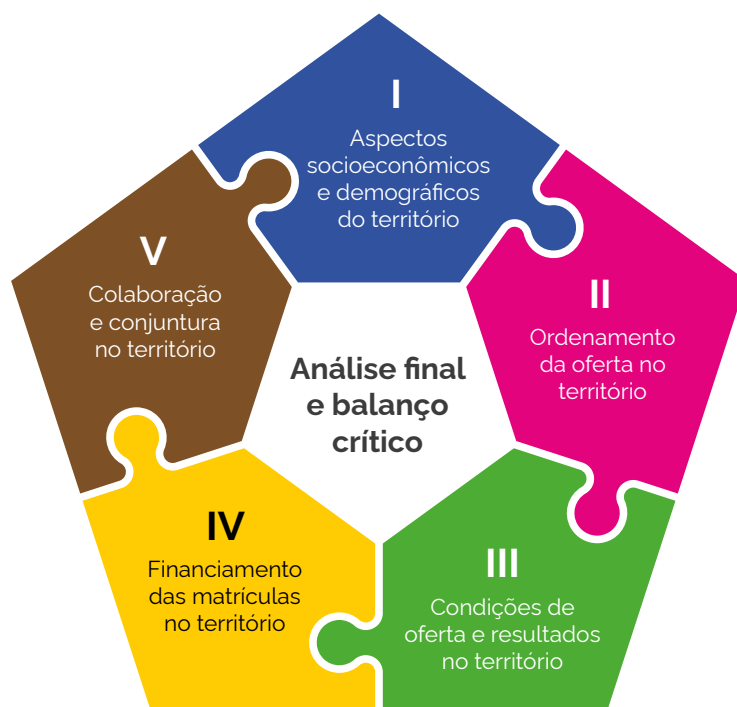 I
Aspectos
socioeconômicos
e demográficos
do território
II
Ordenamento
da oferta no
território
III
Condições de
oferta e resultados
no território
IV
Financiamento
das matrículas
no território
V
Colaboração
e conjuntura
no território
Análise final
e balanço
crítico